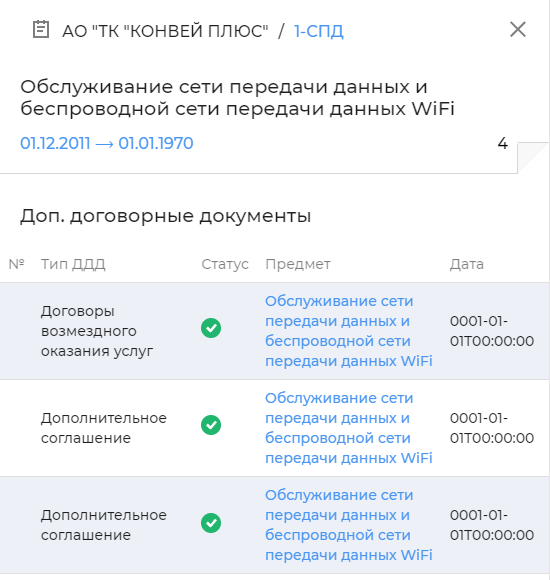 АО "ТК "КОНВЕЙ ПЛЮС" / 1-СПД
Обслуживание сети передачи данных и
беспроводной сети передачи данных WiFi
01.12.2011 → 01.01.1970 4
Доп. договорные документы
№ Тип ДДД Статус Предмет Дата
Договоры
возмездного
оказания услуг
Обслуживание сети
передачи данных и
беспроводной сети
передачи данных WiFi
0001-01-
01T00:00:00
Дополнительное
соглашение
Обслуживание сети
передачи данных и
беспроводной сети
передачи данных WiFi
0001-01-
01T00:00:00
Дополнительное
соглашение
Обслуживание сети
передачи данных и
беспроводной сети
передачи данных WiFi
0001-01-
01T00:00:00